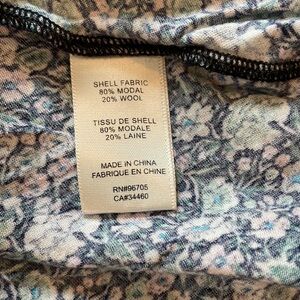 SHELL FABRIC
80% MODAL
20% WOOL
TISSU DE SHELL
80% MODALE
20% LAINE
MADE IN CHINA
FABRIQUE EN CHINE
RN#96705
CA#34460